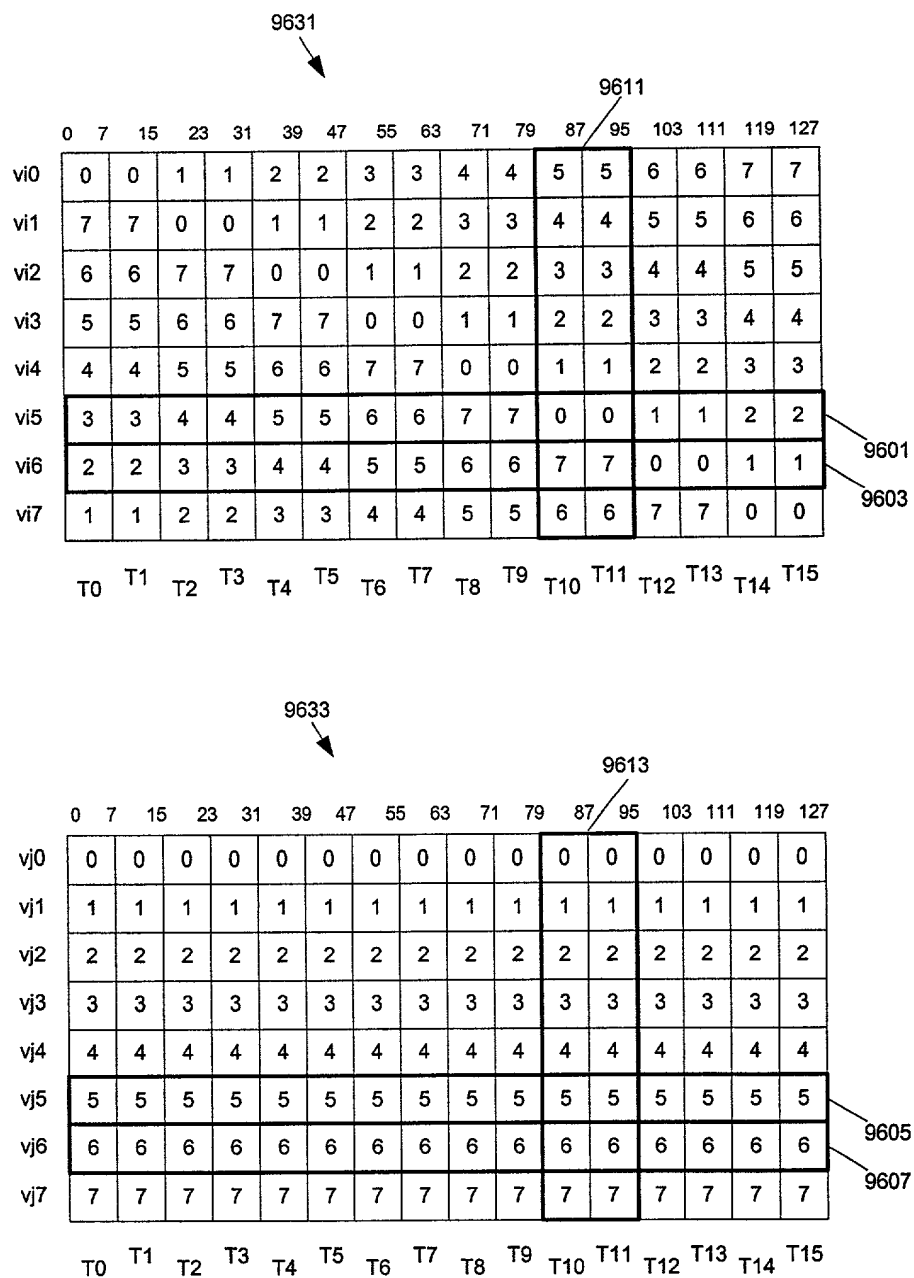 9631
9611
0 7 15 23 31 39 47 55 63 71 79 87 95 103 111 119 127
vi0 0 0 1 1 2 2 3 3 4 4 5 5 6 6 7 7
vi1 7 7 0 0 1 1 2 2 3 3 4 4 5 5 6 6
vi2 6 6 7 7 0 0 1 1 2 2 3 3 4 4 5 5
vi3 5 5 6 6 7 7 0 0 1 1 2 2 3 3 4 4
vi4 4 4 5 5 6 6 7 7 0 0 1 1 2 2 3 3
vi5 3 3 4 4 5 5 6 6 7 7 0 0 1 1 2 2
9601
vi6 2 2 3 3 4 4 5 5 6 6 7 7 0 0 1 1
9603
vi7 1 1 2 2 3 3 4 4 5 5 6 6 7 7 0 0
T0 T1 T2 T3 T4 T5 T6 T7 T8 T9 T10 T11 T12 T13 T14 T15
9633
9613
0 7 15 23 31 39 47 55 63 71 79 87 95 103 111 119 127
vj0 0 0 0 0 0 0 0 0 0 0 0 0 0 0 0 0
vj1 1 1 1 1 1 1 1 1 1 1 1 1 1 1 1 1
vj2 2 2 2 2 2 2 2 2 2 2 2 2 2 2 2 2
vj3 3 3 3 3 3 3 3 3 3 3 3 3 3 3 3 3
vj4 4 4 4 4 4 4 4 4 4 4 4 4 4 4 4 4
vj5 5 5 5 5 5 5 5 5 5 5 5 5 5 5 5 5
9605
vj6 6 6 6 6 6 6 6 6 6 6 6 6 6 6 6 6
9607
vj7 7 7 7 7 7 7 7 7 7 7 7 7 7 7 7 7
T0 T1 T2 T3 T4 T5 T6 T7 T8 T9 T10 T11 T12 T13 T14 T15